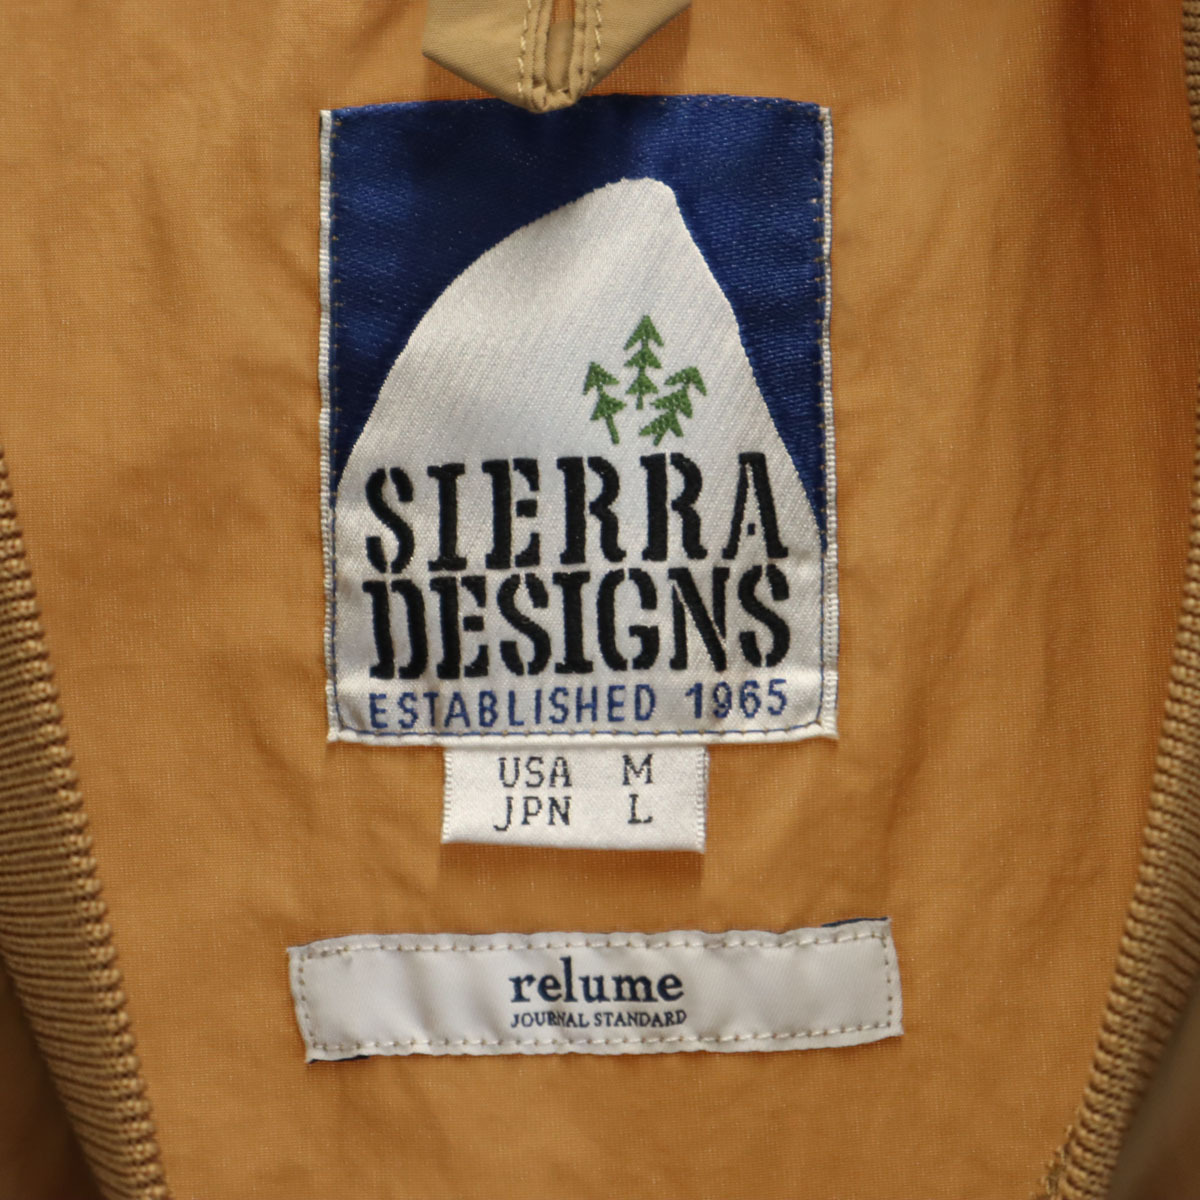 SIERRA
DESIGNS
ESTABLISHED 1965
USA M
JPN L
relume
JOURNAL STANDARD